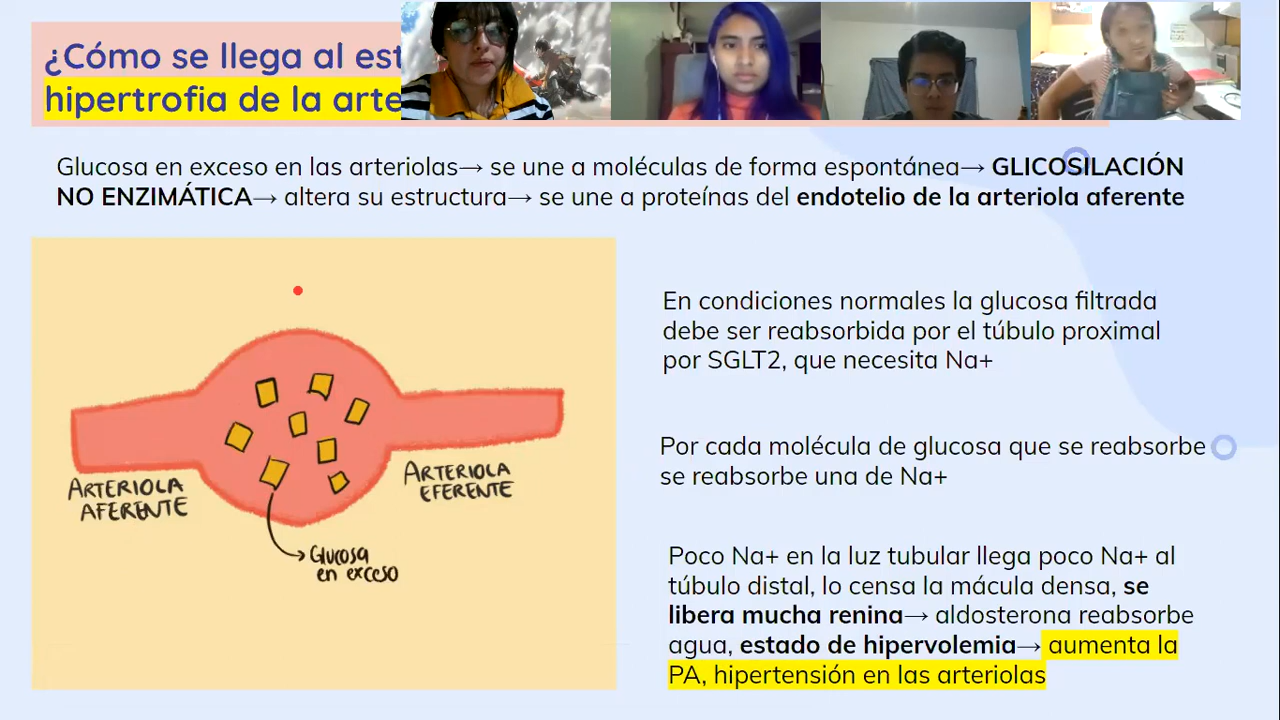 ¿Cómo se llega al est
hipertrofia de la arte
Glucosa en exceso en las arteriolas→ se une a moléculas de forma espontánea→ GLICOSILACIÓN
NO ENZIMÁTICA→ altera su estructura→ se une a proteínas del endotelio de la arteriola aferente
ARTERIOLA
AFERENTE
ARTERIOLA
EFERENTE
Glucosa
en exceso
En condiciones normales la glucosa filtrada
debe ser reabsorbida por el túbulo proximal
por SGLT2, que necesita Na+
Por cada molécula de glucosa que se reabsorbe
se reabsorbe una de Na+
Poco Na+ en la luz tubular llega poco Na+ al
túbulo distal, lo censa la mácula densa, se
libera mucha renina→ aldosterona reabsorbe
agua, estado de hipervolemia→ aumenta la
PA, hipertensión en las arteriolas